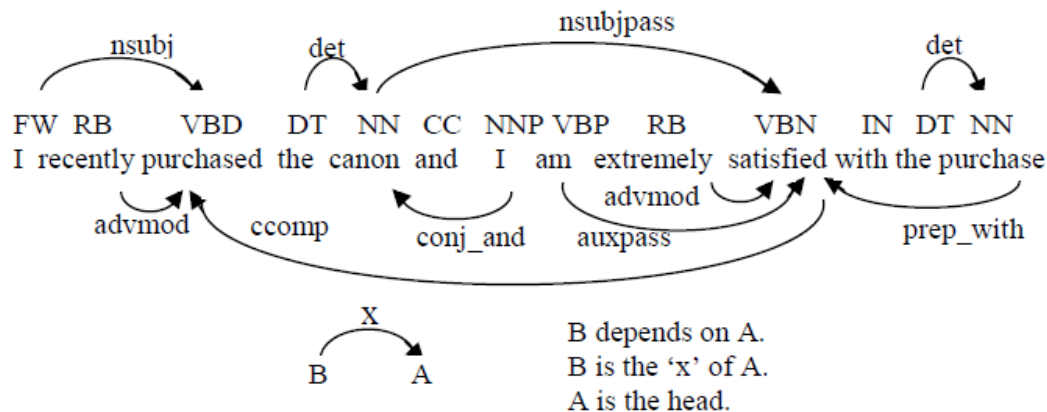 nsubj det nsubjpass det
FW RB VBD DT NN CC NNP VBP RB VBN IN DT NN
I recently purchased the canon and I am extremely satisfied with the purchase
advmod ccomp conj_and auxpass advmod prep_with
X
B A
B depends on A.
B is the ‘x’ of A.
A is the head.